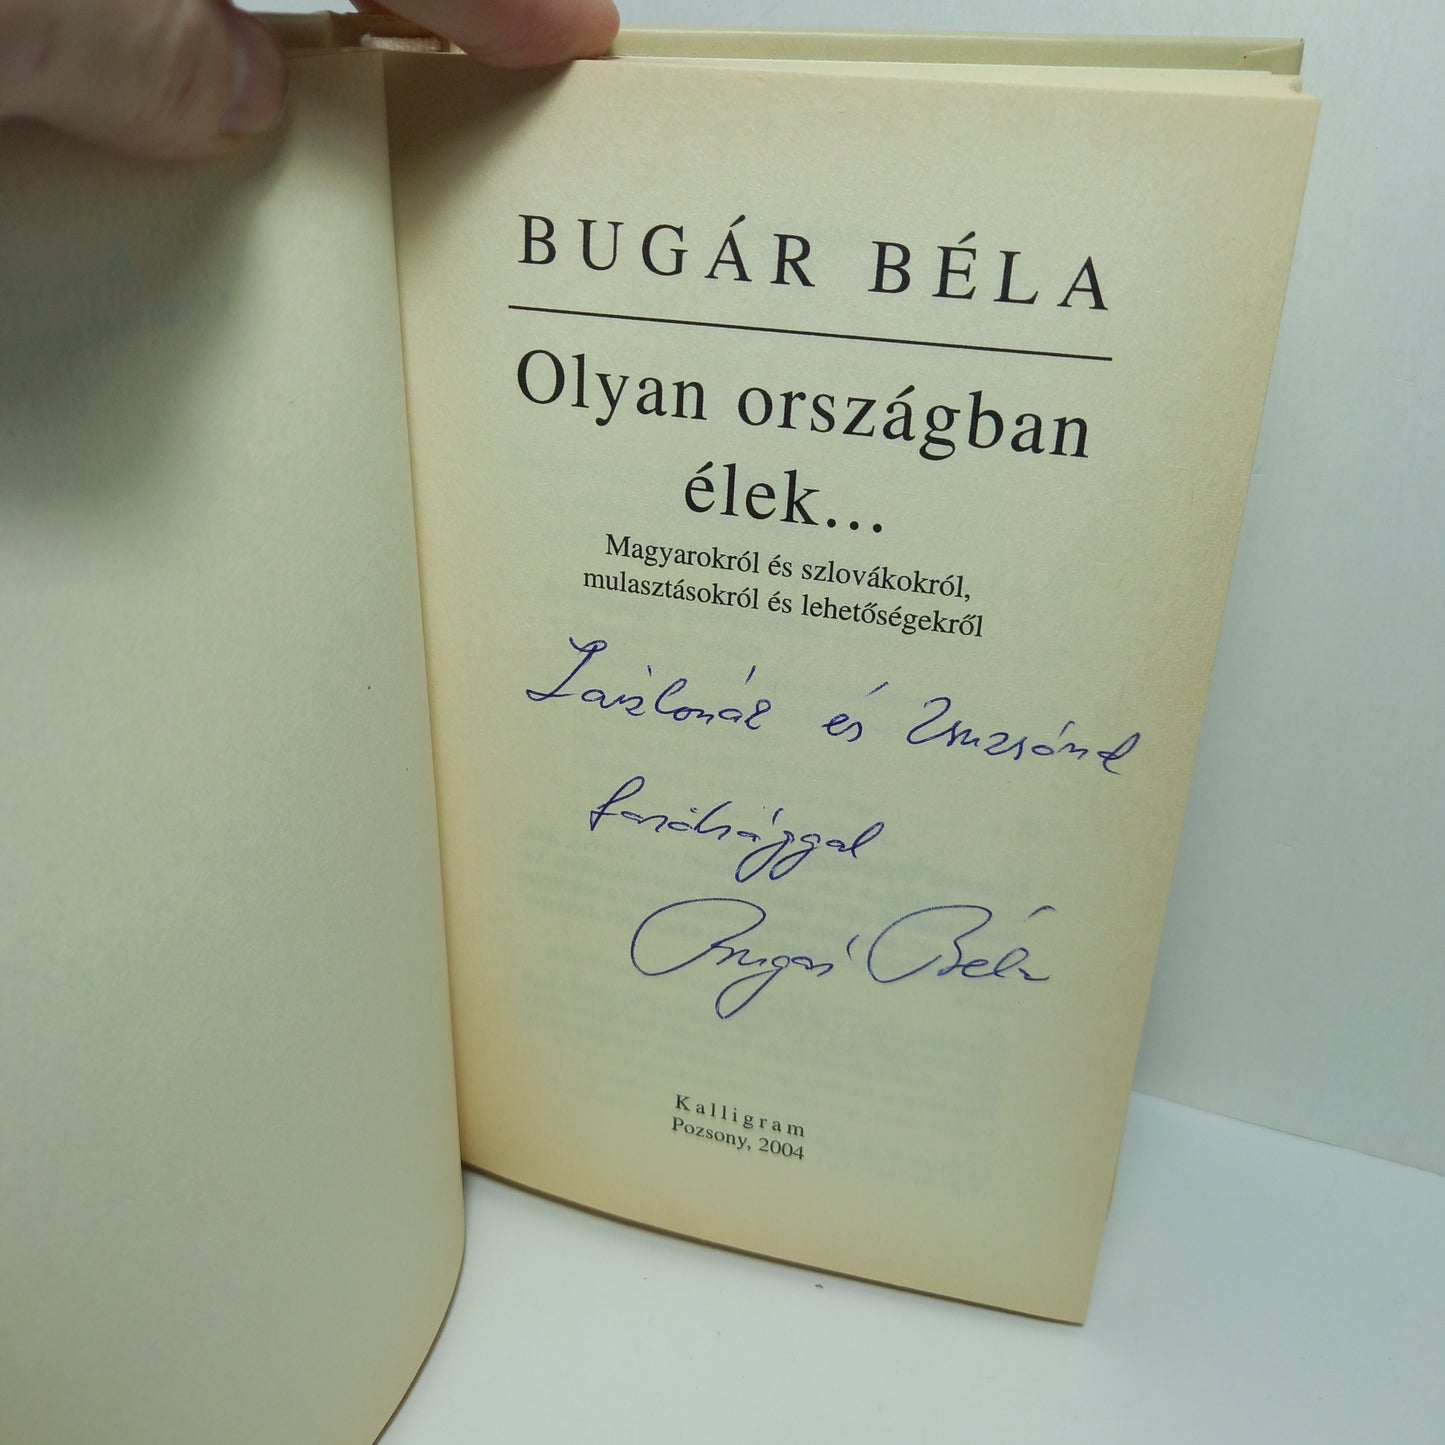 BUGÁR BÉLA
Olyan országban
élek...
Magyarokról és szlovákokról,
mulasztásokról és lehetőségekről
Lászlónak és Zsuzsónak
barátsággal
Bugár Béla
Kalligram
Pozsony, 2004